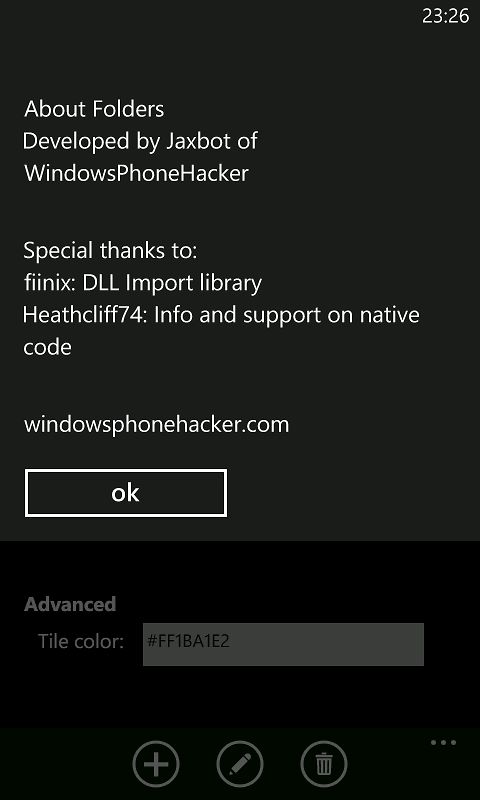 23:26
About Folders
Developed by Jaxbot of
WindowsPhoneHacker
Special thanks to:
fiinix: DLL Import library
Heathcliff74: Info and support on native
code
windowsphonehacker.com
ok
Advanced
Tile color: #FF1BA1E2